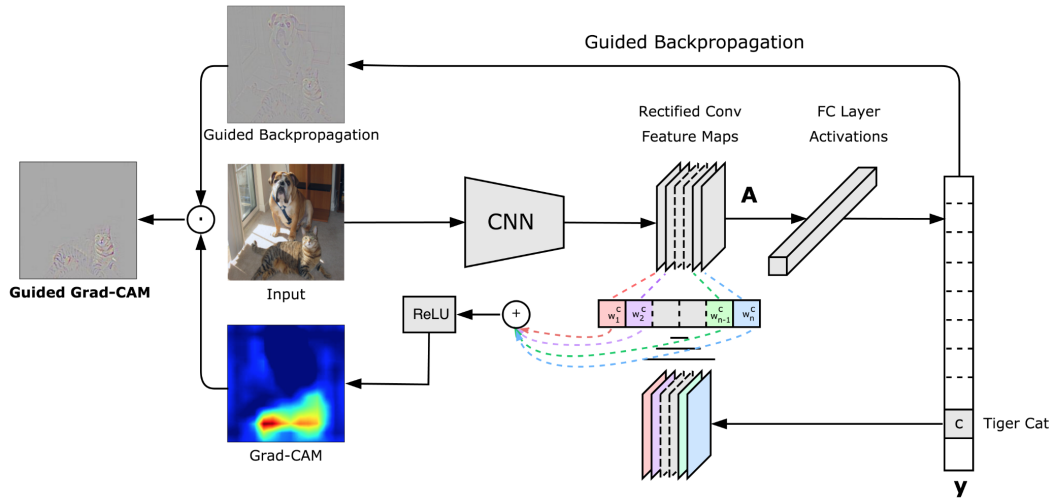 Guided Backpropagation
Guided Backpropagation
Rectified Conv
Feature Maps
FC Layer
Activations
A
CNN
Input
Guided Grad-CAM
ReLU
+
w₁ᶜ w₂ᶜ wₙ₋₁ᶜ wₙᶜ
Grad-CAM
c
Tiger Cat
y